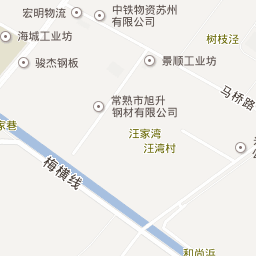 宏明物流
中铁物资苏州
有限公司
树枝泾
海城工业坊
骏杰钢板
景顺工业坊
马桥路
常熟市旭升
钢材有限公司
家巷
汪家湾
汪湾村
梅横线
和尚浜